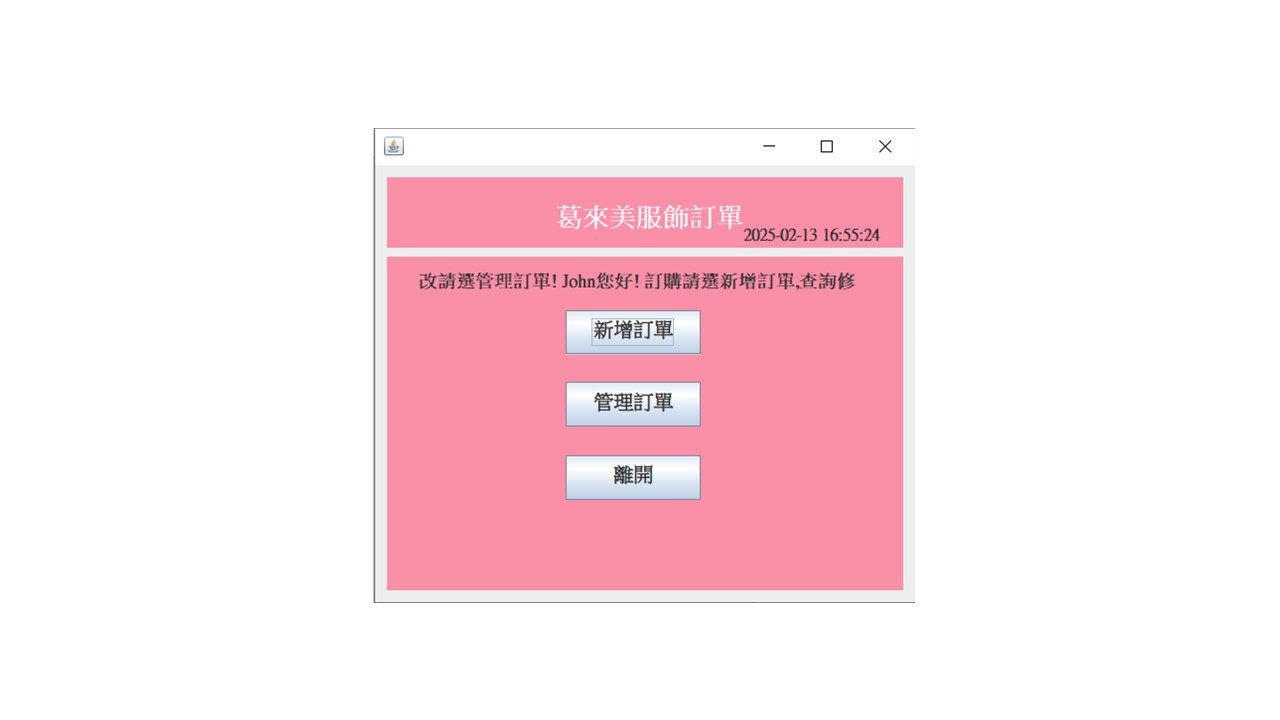 葛來美服飾訂單
2025-02-13 16:55:24
改請選管理訂單! John您好! 訂購請選新增訂單,查詢修
新增訂單
管理訂單
離開